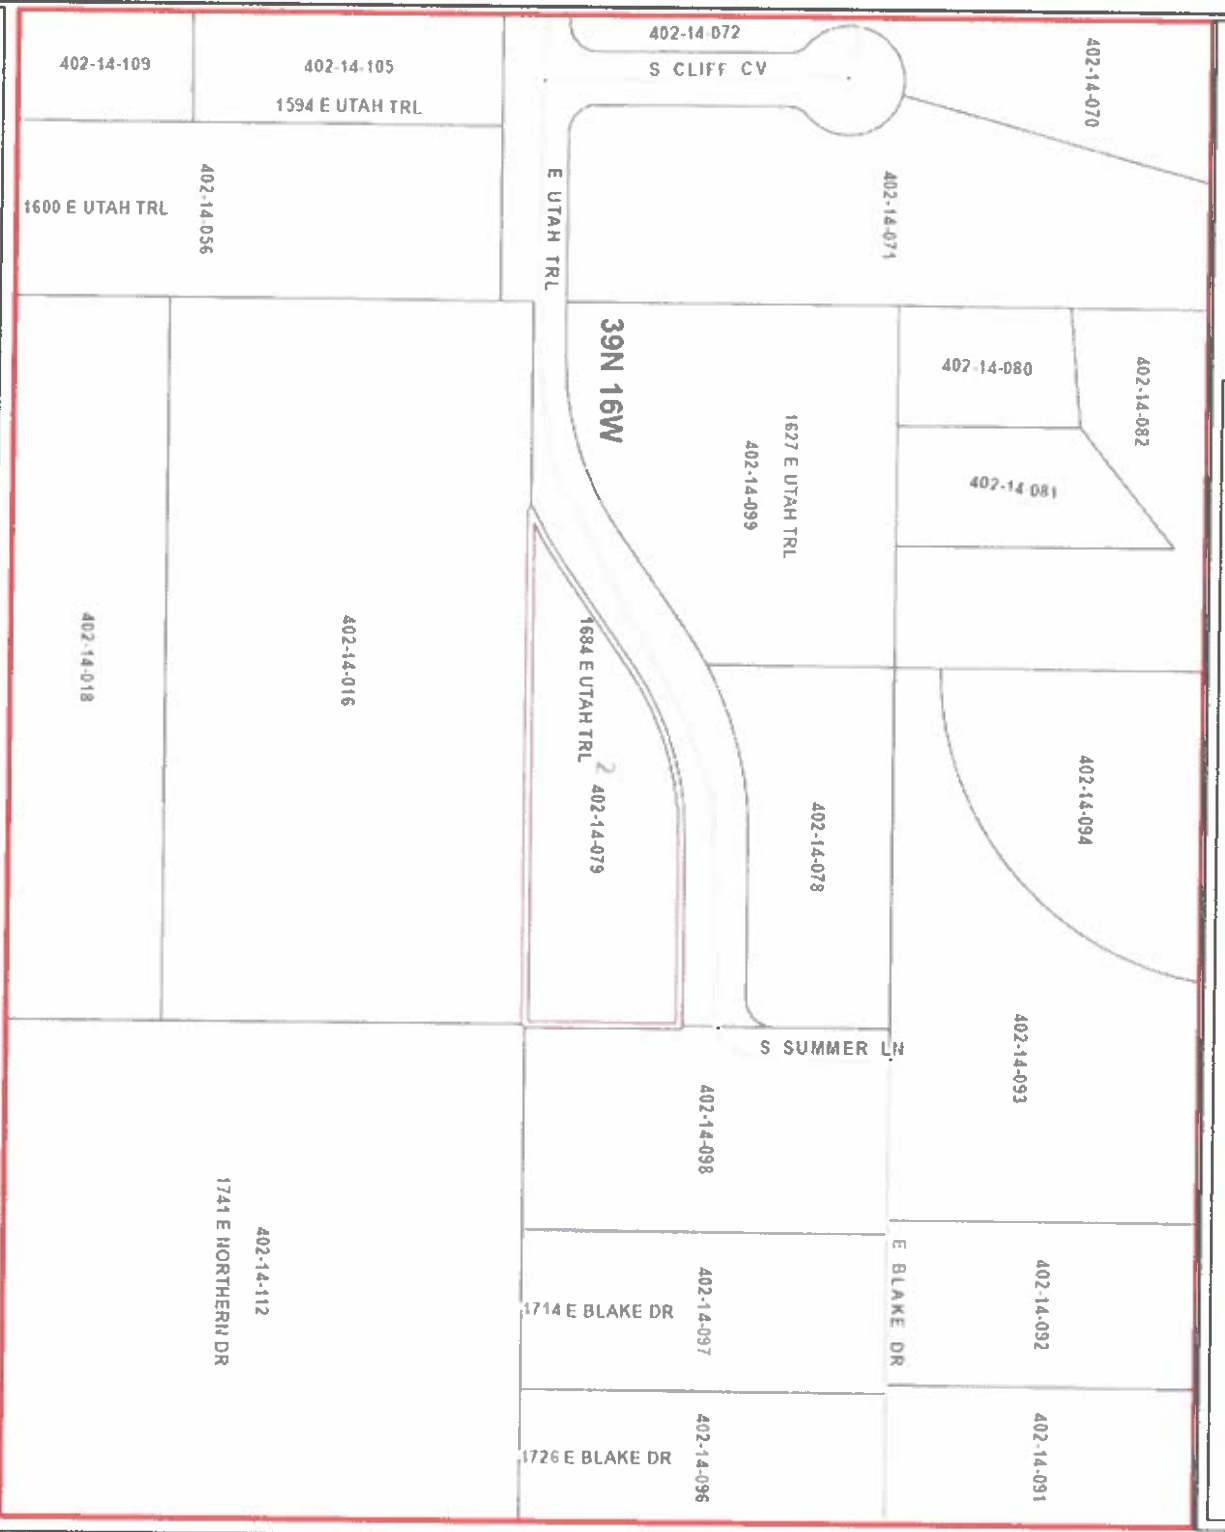 402-14-072
S CLIFF CV
402-14-070
402-14-109
402-14-105
1594 E UTAH TRL
402-14-056
1600 E UTAH TRL
E UTAH TRL
402-14-071
39N 16W
402-14-080
402-14-082
402-14-081
1627 E UTAH TRL
402-14-099
402-14-018
402-14-016
1684 E UTAH TRL
2
402-14-079
402-14-078
402-14-094
S SUMMER LN
402-14-093
402-14-098
402-14-112
1741 E NORTHERN DR
1714 E BLAKE DR
402-14-097
E BLAKE DR
402-14-092
1726 E BLAKE DR
402-14-096
402-14-091